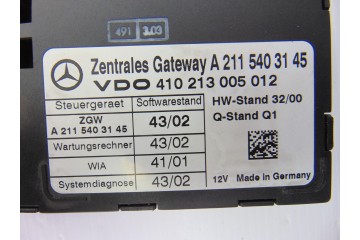 491 3.03
Zentrales Gateway A 211 540 31 45
VDO 410 213 005 012
Steuergeraet Softwarestand HW-Stand 32/00
ZGW
A 211 540 31 45 43/02 Q-Stand Q1
Wartungsrechner 43/02
WIA 41/01
Systemdiagnose 43/02 12V Made in Germany